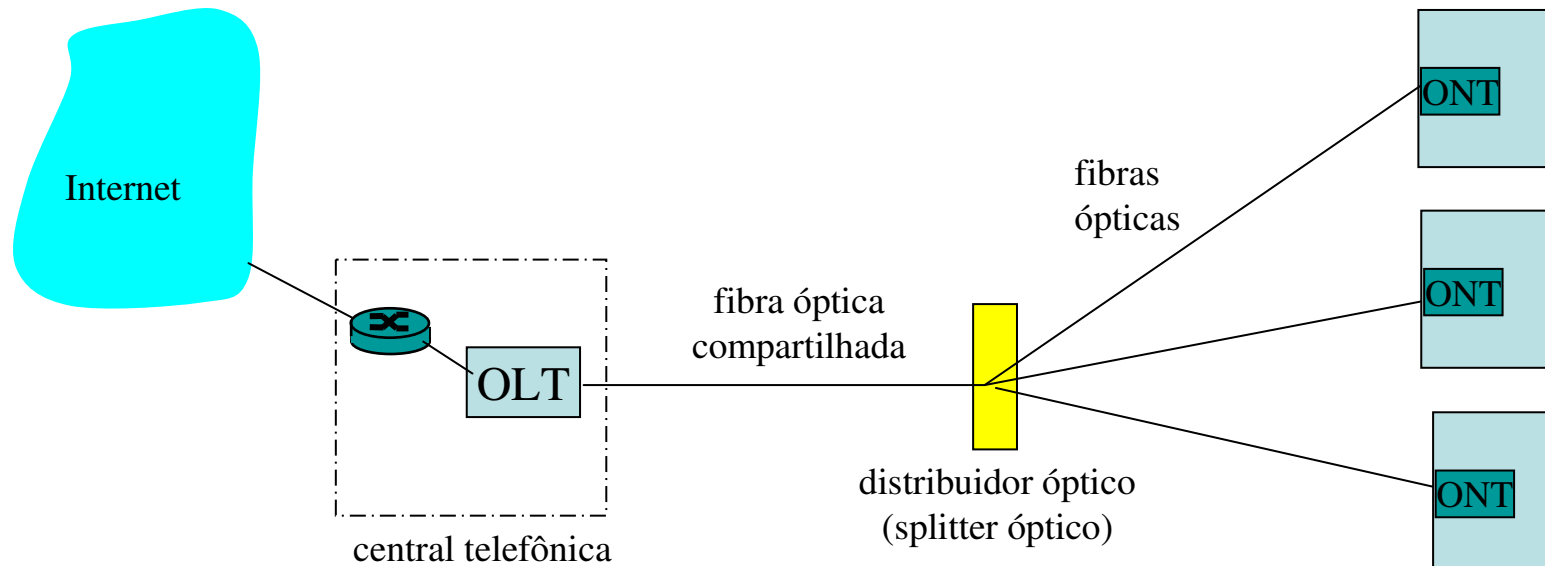 Internet
OLT
central telefônica
fibra óptica
compartilhada
distribuidor óptico
(splitter óptico)
fibras
ópticas
ONT
ONT
ONT